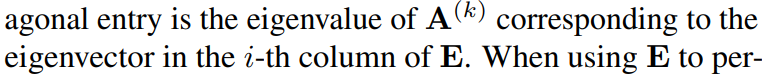 agonal entry is the eigenvalue of A^(k) corresponding to the
eigenvector in the i-th column of E. When using E to per-